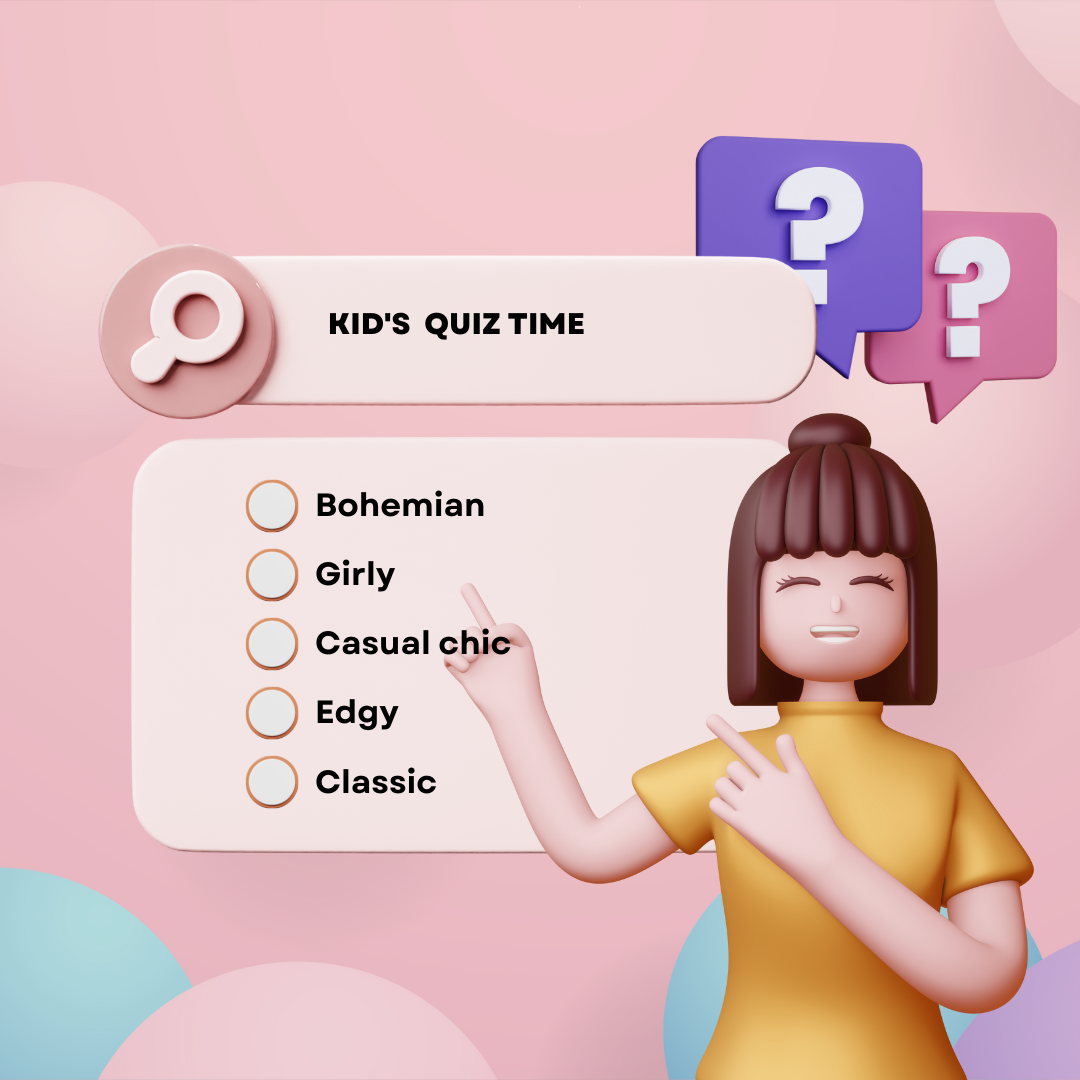 ?
?
KID'S  QUIZ TIME
Bohemian
Girly
Casual chic
Edgy
Classic